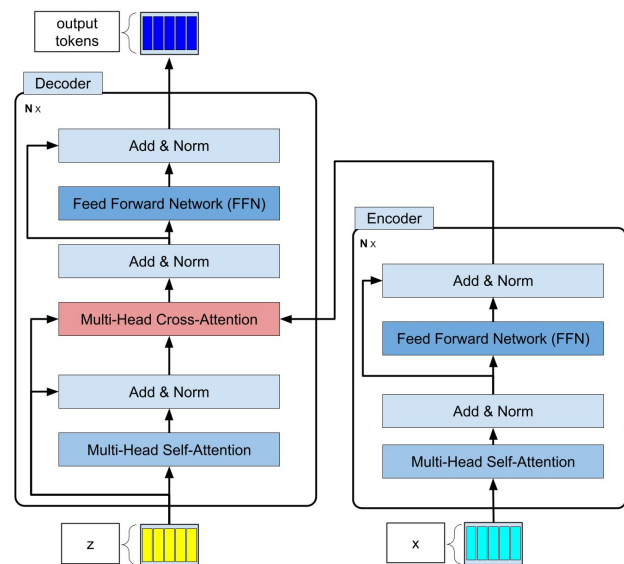 output
tokens
Decoder
N x
Add & Norm
Feed Forward Network (FFN)
Add & Norm
Multi-Head Cross-Attention
Add & Norm
Multi-Head Self-Attention
z
Encoder
N x
Add & Norm
Feed Forward Network (FFN)
Add & Norm
Multi-Head Self-Attention
x